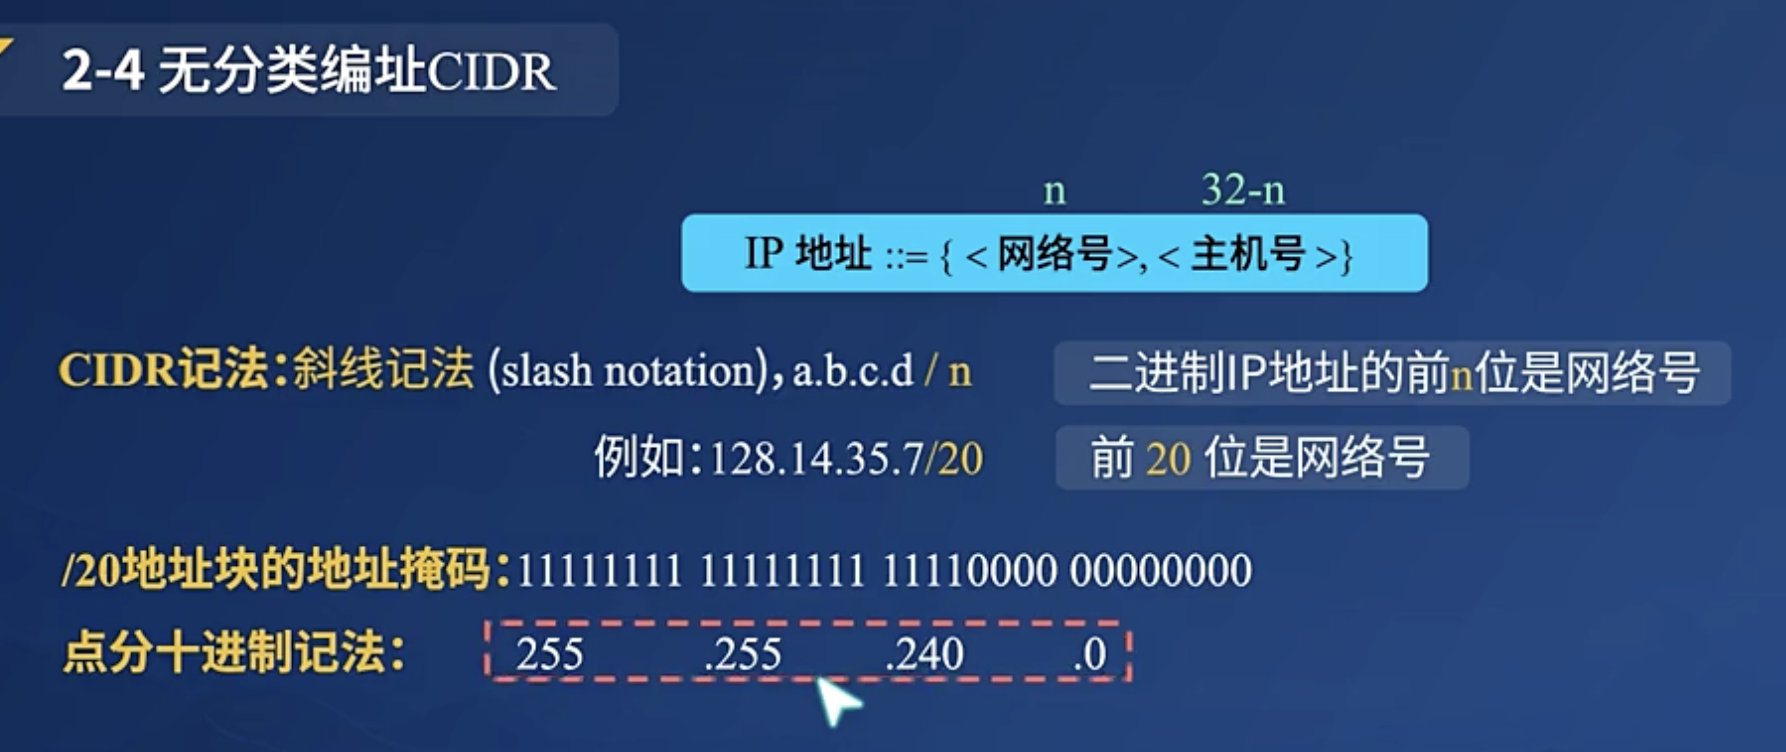 2-4 无分类编址CIDR
n 32-n
IP 地址 ::= { < 网络号>, < 主机号 >}
CIDR记法：斜线记法 (slash notation)，a.b.c.d / n 二进制IP地址的前n位是网络号
例如：128.14.35.7/20 前 20 位是网络号
/20地址块的地址掩码：11111111 11111111 11110000 00000000
点分十进制记法： 255 .255 .240 .0